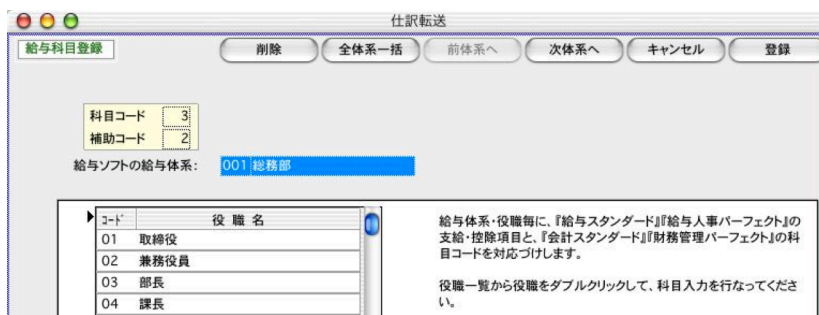 仕訳転送
給与科目登録 削除 全体系一括 前体系へ 次体系へ キャンセル 登録
科目コード 3
補助コード 2
給与ソフトの給与体系: 001 総務部
コード 役 職 名
01 取締役
02 兼務役員
03 部長
04 課長
給与体系・役職毎に、『給与スタンダード』『給与人事パーフェクト』の
支給・控除項目と、『会計スタンダード』『財務管理パーフェクト』の科
目コードを対応づけします。
役職一覧から役職をダブルクリックして、科目入力を行なってくださ
い。